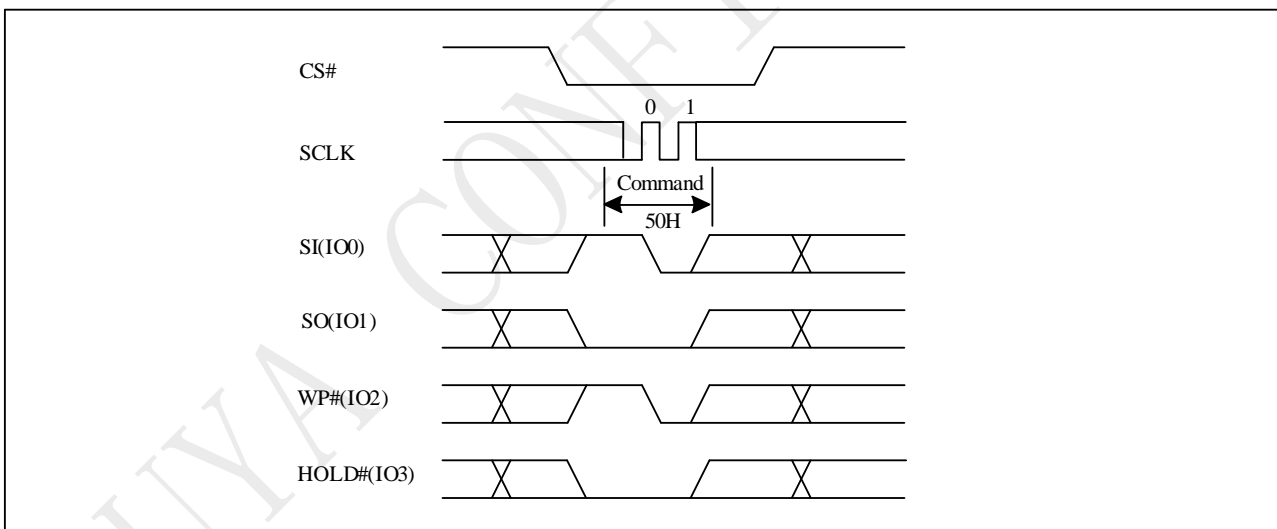 CS#
0 1
SCLK
Command
50H
SI(IO0)
SO(IO1)
WP#(IO2)
HOLD#(IO3)